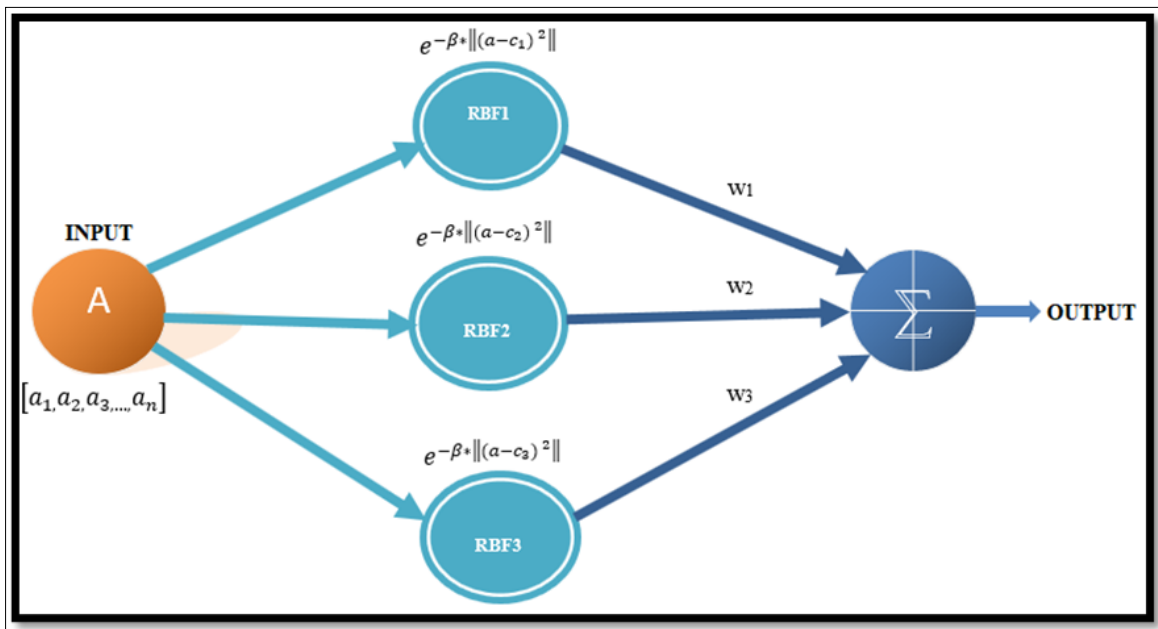 e^{-β*‖(a-c_1)^2‖}
RBF1
W1
INPUT
A
[a_1,a_2,a_3,...,a_n]
e^{-β*‖(a-c_2)^2‖}
RBF2
W2
Σ
OUTPUT
W3
e^{-β*‖(a-c_3)^2‖}
RBF3